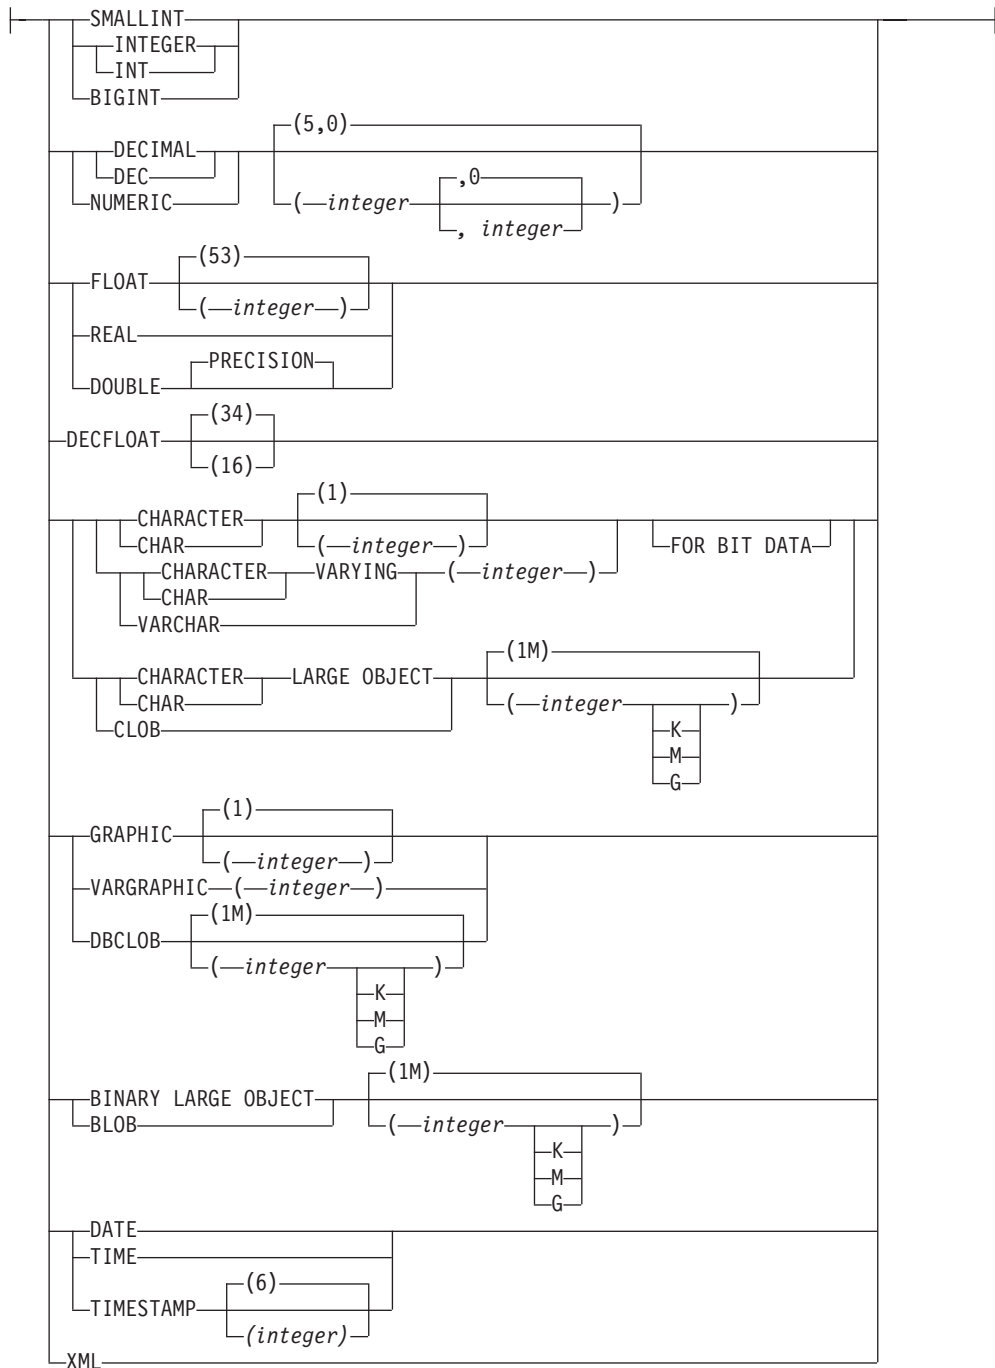 SMALLINT
INTEGER
INT
BIGINT
(5,0)
DECIMAL
DEC
NUMERIC
,0
( integer )
, integer
(53)
FLOAT
( integer )
REAL
PRECISION
DOUBLE
(34)
DECFLOAT
(16)
(1)
CHARACTER
CHAR
( integer )
FOR BIT DATA
CHARACTER VARYING ( integer )
CHAR
VARCHAR
(1M)
CHARACTER LARGE OBJECT
CHAR
( integer )
CLOB
K
M
G
(1)
GRAPHIC
( integer )
VARGRAPHIC ( integer )
(1M)
DBCLOB
( integer )
K
M
G
(1M)
BINARY LARGE OBJECT
BLOB
( integer )
K
M
G
DATE
TIME
(6)
TIMESTAMP
(integer)
XML